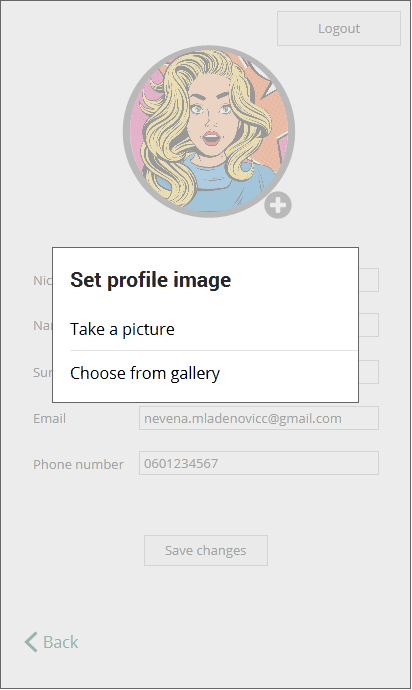 Logout
Set profile image
Nic
Take a picture
Choose from gallery
Email
nevena.mladenovicc@gmail.com
Phone number
0601234567
Save changes
Back